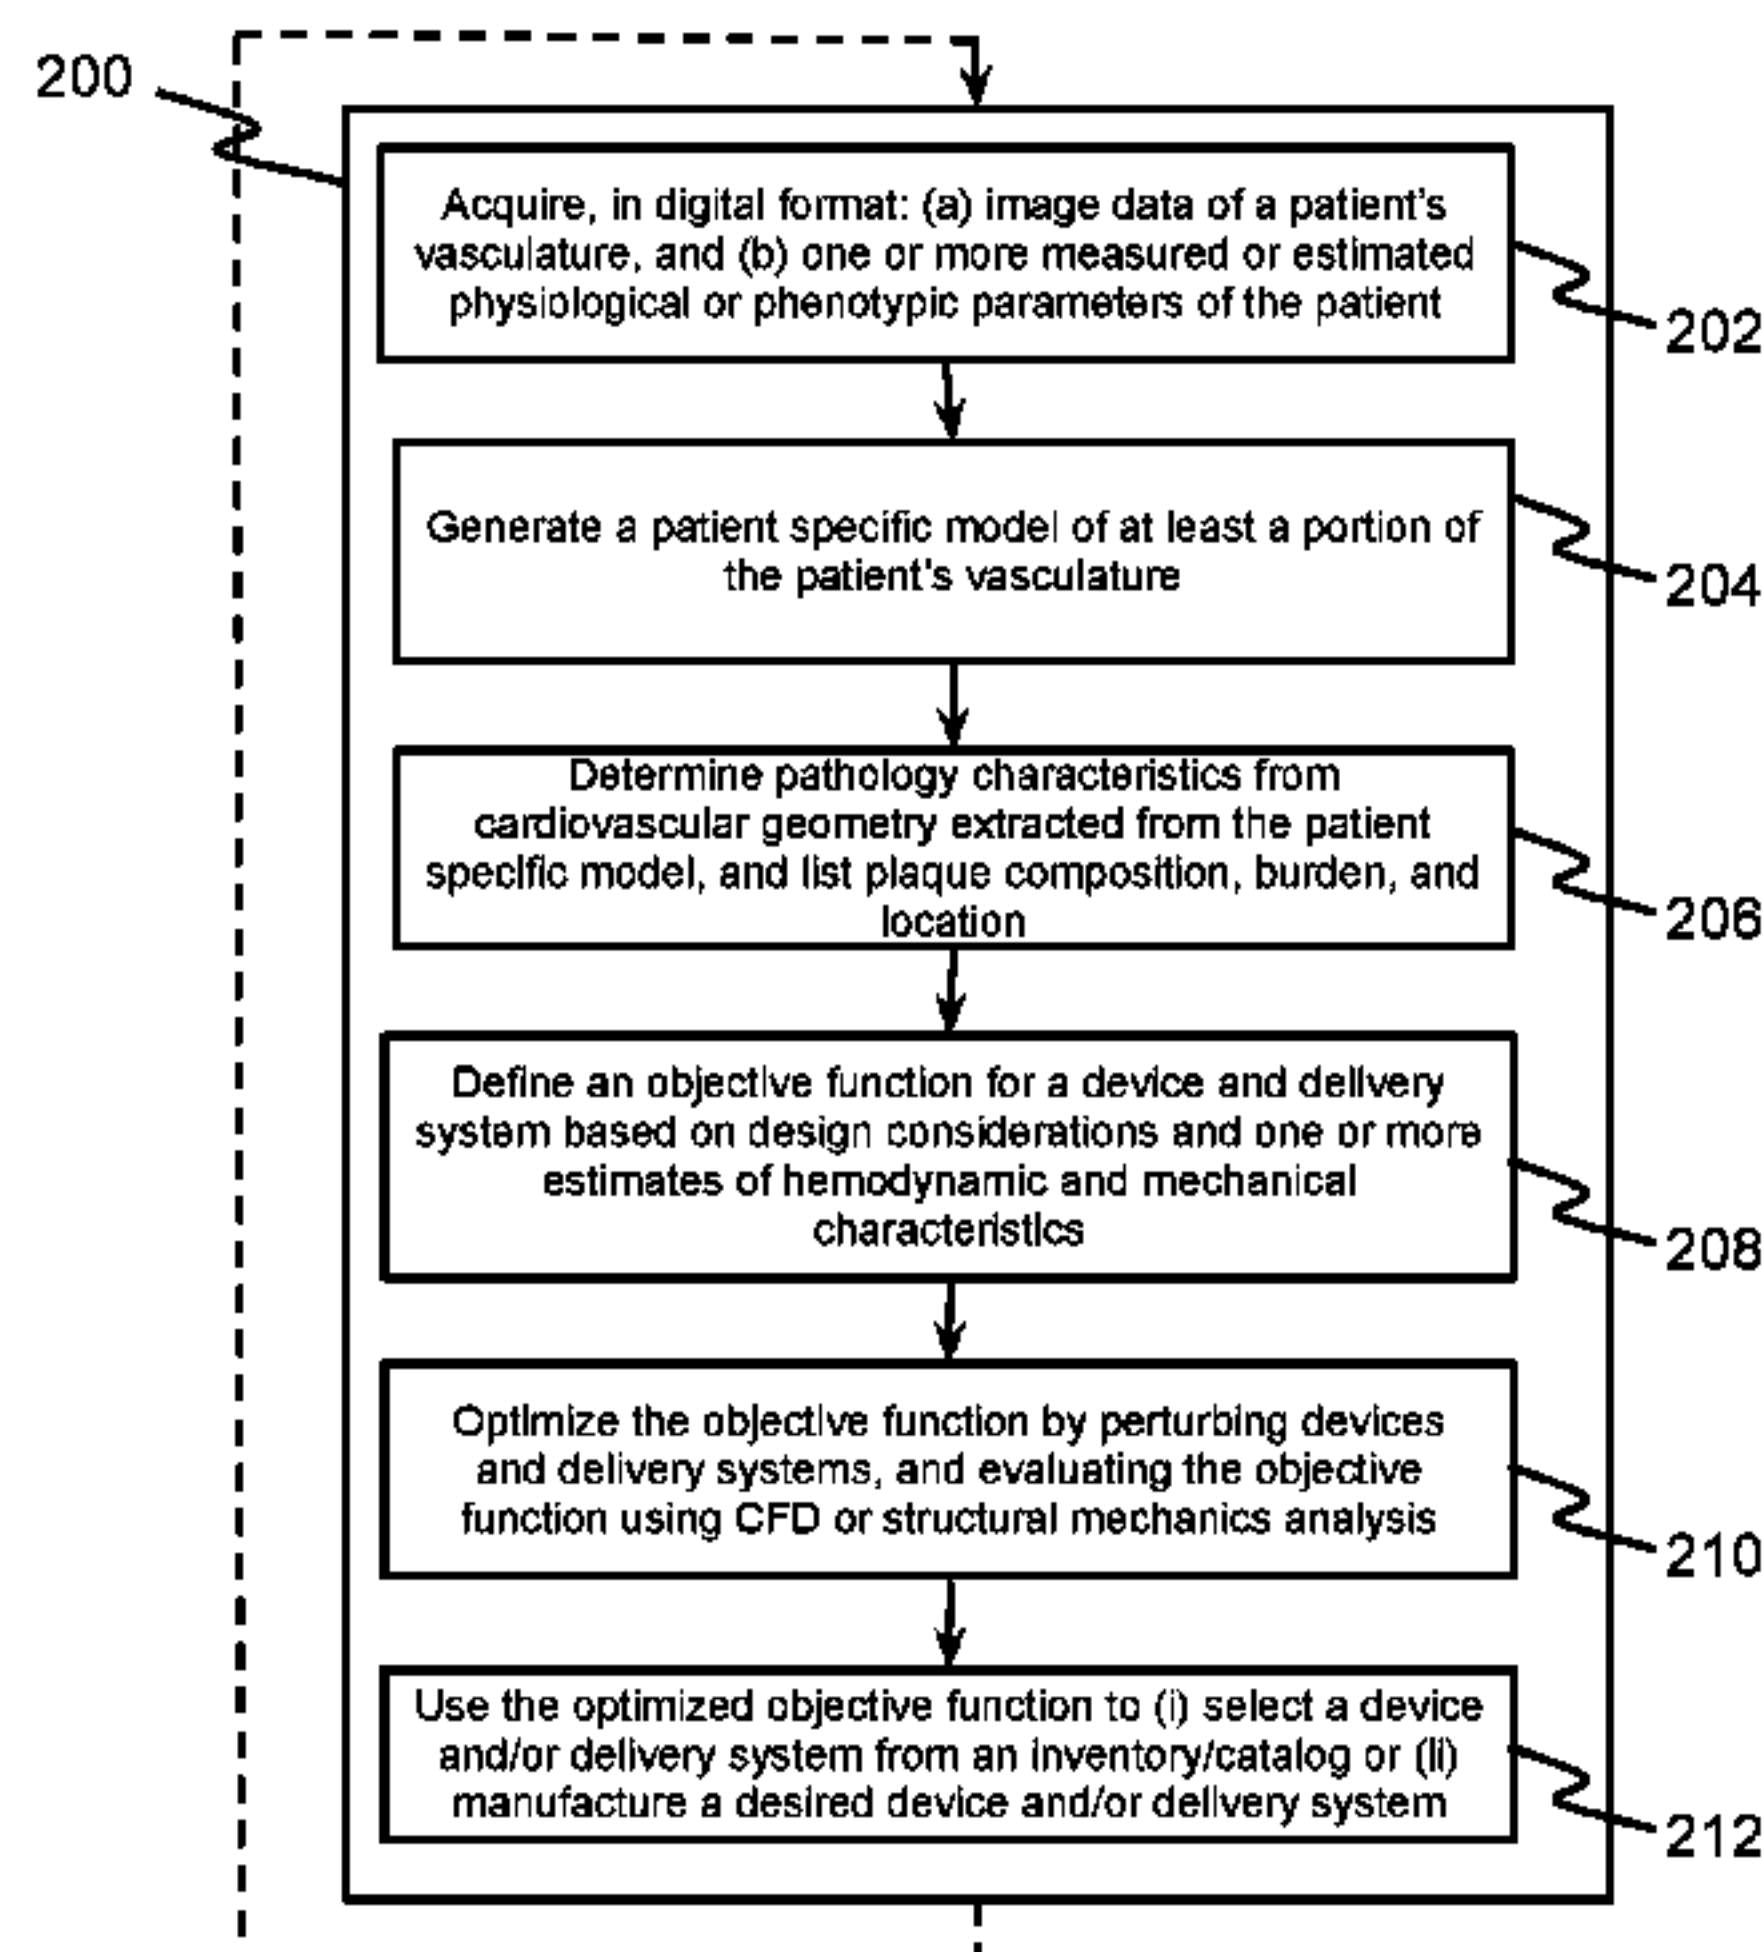 200
Acquire, in digital format: (a) image data of a patient's
vasculature, and (b) one or more measured or estimated
physiological or phenotypic parameters of the patient
202
Generate a patient specific model of at least a portion of
the patient's vasculature
204
Determine pathology characteristics from
cardiovascular geometry extracted from the patient
specific model, and list plaque composition, burden, and
location
206
Define an objective function for a device and delivery
system based on design considerations and one or more
estimates of hemodynamic and mechanical
characteristics
208
Optimize the objective function by perturbing devices
and delivery systems, and evaluating the objective
function using CFD or structural mechanics analysis
210
Use the optimized objective function to (i) select a device
and/or delivery system from an inventory/catalog or (ii)
manufacture a desired device and/or delivery system
212